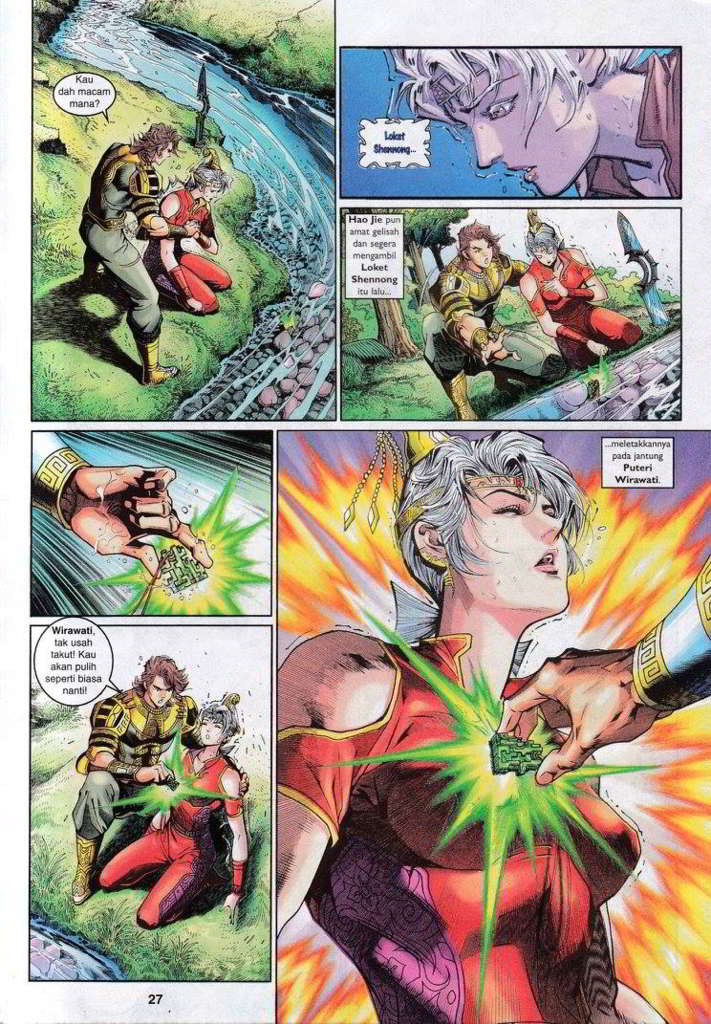 Kau
dah macam
mana?
Loket
Shennong...
Hao Jie pun
amat gelisah
dan segera
mengambil
Loket
Shennong
itu lalu...
...meletakkannya
pada jantung
Puteri
Wirawati.
Wirawati,
tak usah
takut! Kau
akan pulih
seperti biasa
nanti!
27